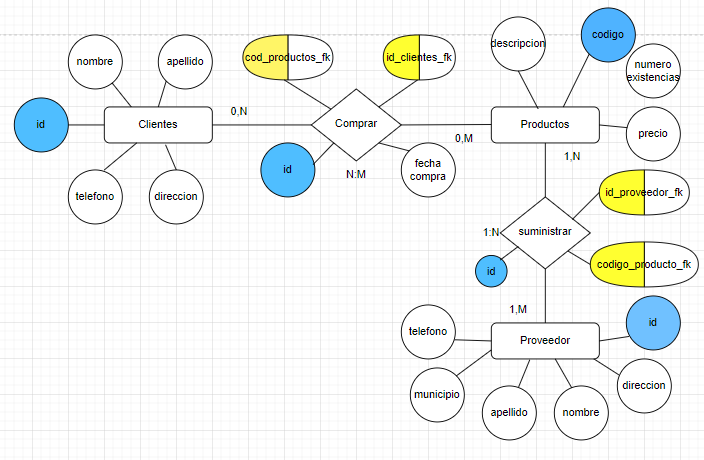 descripcion
codigo
nombre
apellido
cod_productos_fk
id_clientes_fk
numero
existencias
id
Clientes
0,N
Comprar
0,M
Productos
precio
1,N
id
fecha
compra
N:M
telefono
direccion
id_proveedor_fk
1:N
suministrar
codigo_producto_fk
id
1,M
telefono
id
Proveedor
municipio
direccion
apellido
nombre